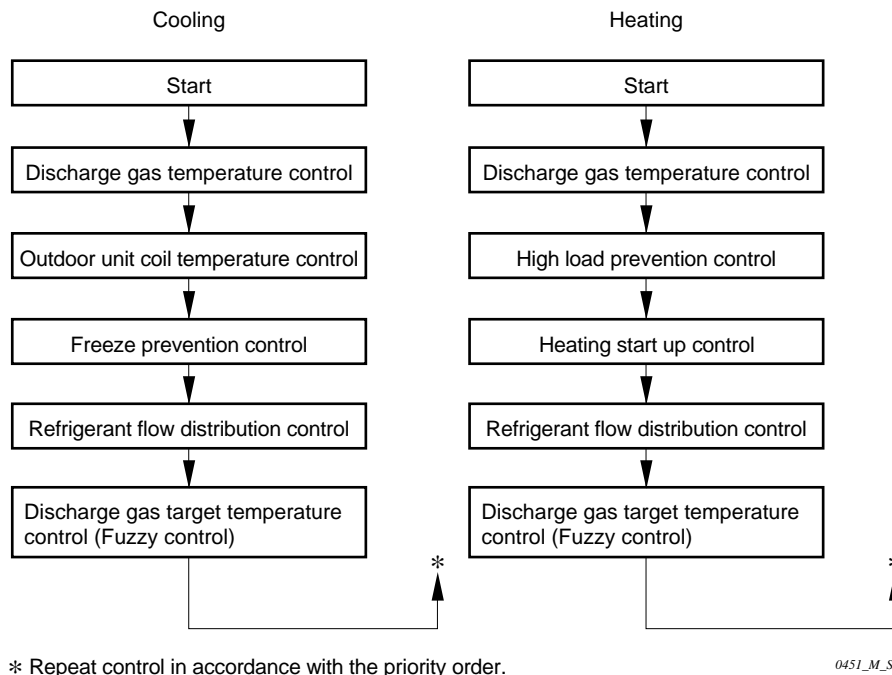 Cooling
Start
Discharge gas temperature control
Outdoor unit coil temperature control
Freeze prevention control
Refrigerant flow distribution control
Discharge gas target temperature
control (Fuzzy control)
*
Heating
Start
Discharge gas temperature control
High load prevention control
Heating start up control
Refrigerant flow distribution control
Discharge gas target temperature
control (Fuzzy control)
*
* Repeat control in accordance with the priority order.
0451_M_S